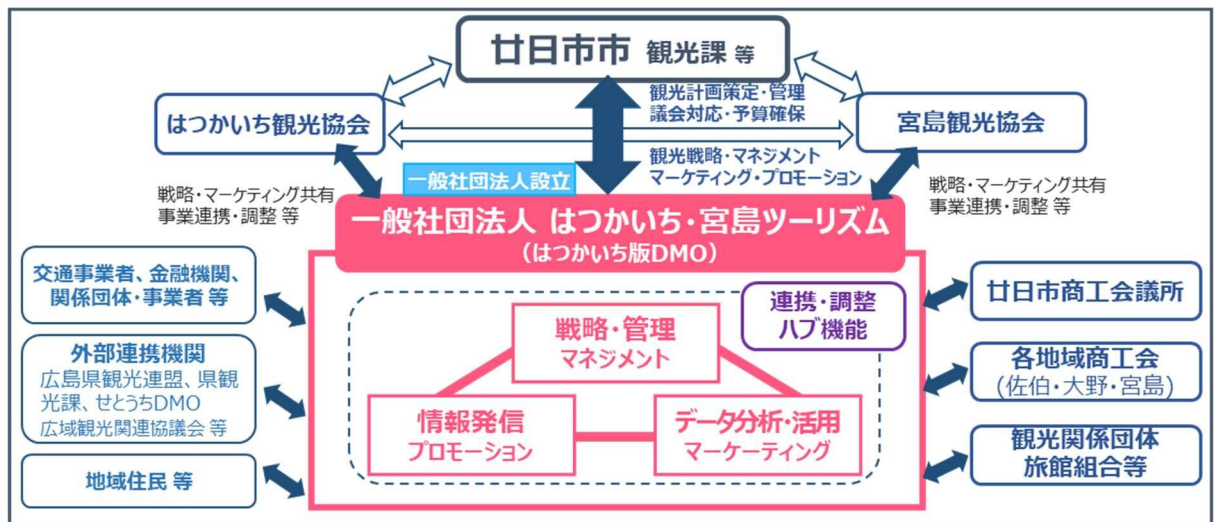 廿日市市 観光課 等
はつかいち観光協会
観光計画策定・管理
議会対応・予算確保
宮島観光協会
観光戦略・マネジメント
マーケティング・プロモーション
戦略・マーケティング共有
事業連携・調整 等
一般社団法人設立
戦略・マーケティング共有
事業連携・調整 等
一般社団法人 はつかいち・宮島ツーリズム
（はつかいち版DMO）
交通事業者、金融機関、
関係団体・事業者 等
外部連携機関
広島県観光連盟、県観
光課、せとうちDMO
広域観光関連協議会 等
地域住民 等
連携・調整
ハブ機能
戦略・管理
マネジメント
情報発信
プロモーション
データ分析・活用
マーケーティング
廿日市商工会議所
各地域商工会
(佐伯・大野・宮島)
観光関係団体
旅館組合等